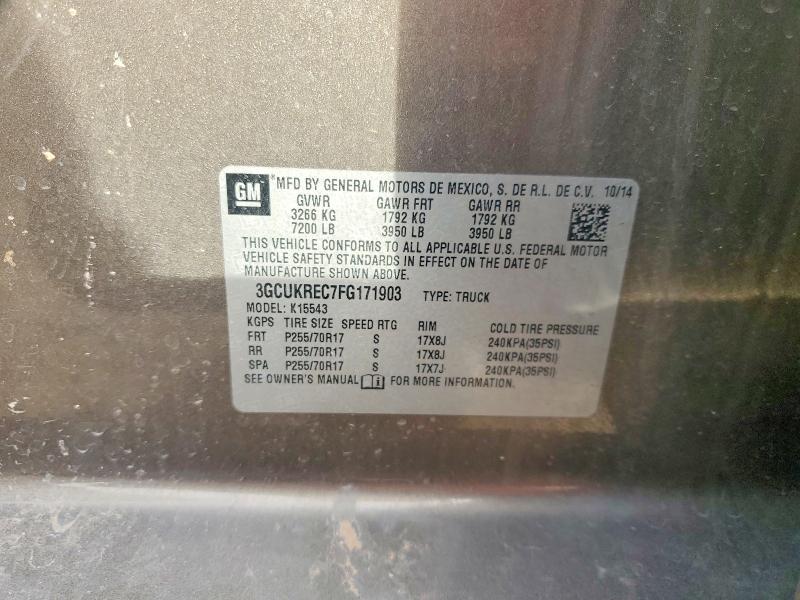 GM *MFD BY GENERAL MOTORS DE MEXICO, S. DE R.L. DE C.V. 10/14
GVWR GAWR FRT GAWR RR
3266 KG 1792 KG 1792 KG
7200 LB 3950 LB 3950 LB
THIS VEHICLE CONFORMS TO ALL APPLICABLE U.S. FEDERAL MOTOR
VEHICLE SAFETY STANDARDS IN EFFECT ON THE DATE OF
MANUFACTURE SHOWN ABOVE.
3GCUKREC7FG171903 TYPE: TRUCK
MODEL: K15543
KGPS TIRE SIZE SPEED RTG RIM COLD TIRE PRESSURE
FRT P255/70R17 S 17X8J 240KPA(35PSI)
RR P255/70R17 S 17X8J 240KPA(35PSI)
SPA P255/70R17 S 17X7J 240KPA(35PSI)
SEE OWNER'S MANUAL FOR MORE INFORMATION.